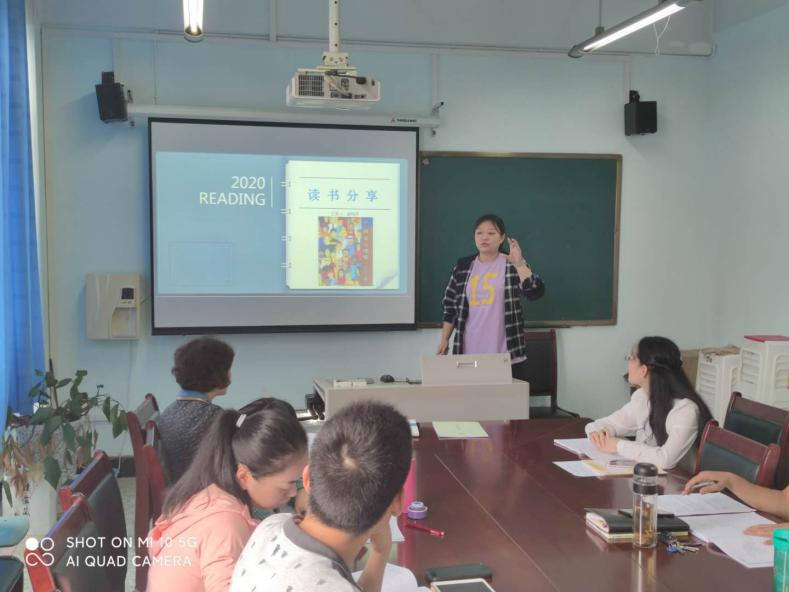 2020
READING
读书分享
15
SHOT ON MI 10 5G
AI QUAD CAMERA